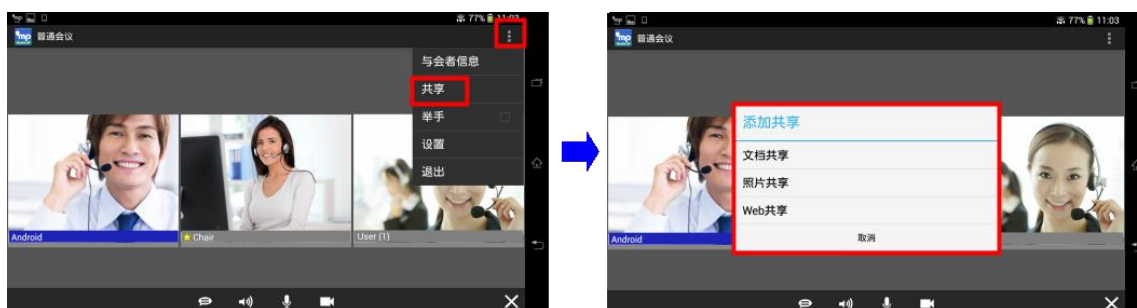 77% 11:03
mp 普通会议
与会者信息
共享
举手
设置
退出
Android
★ Chair
User (1)
77% 11:03
mp 普通会议
添加共享
文档共享
照片共享
Web共享
取消
Android